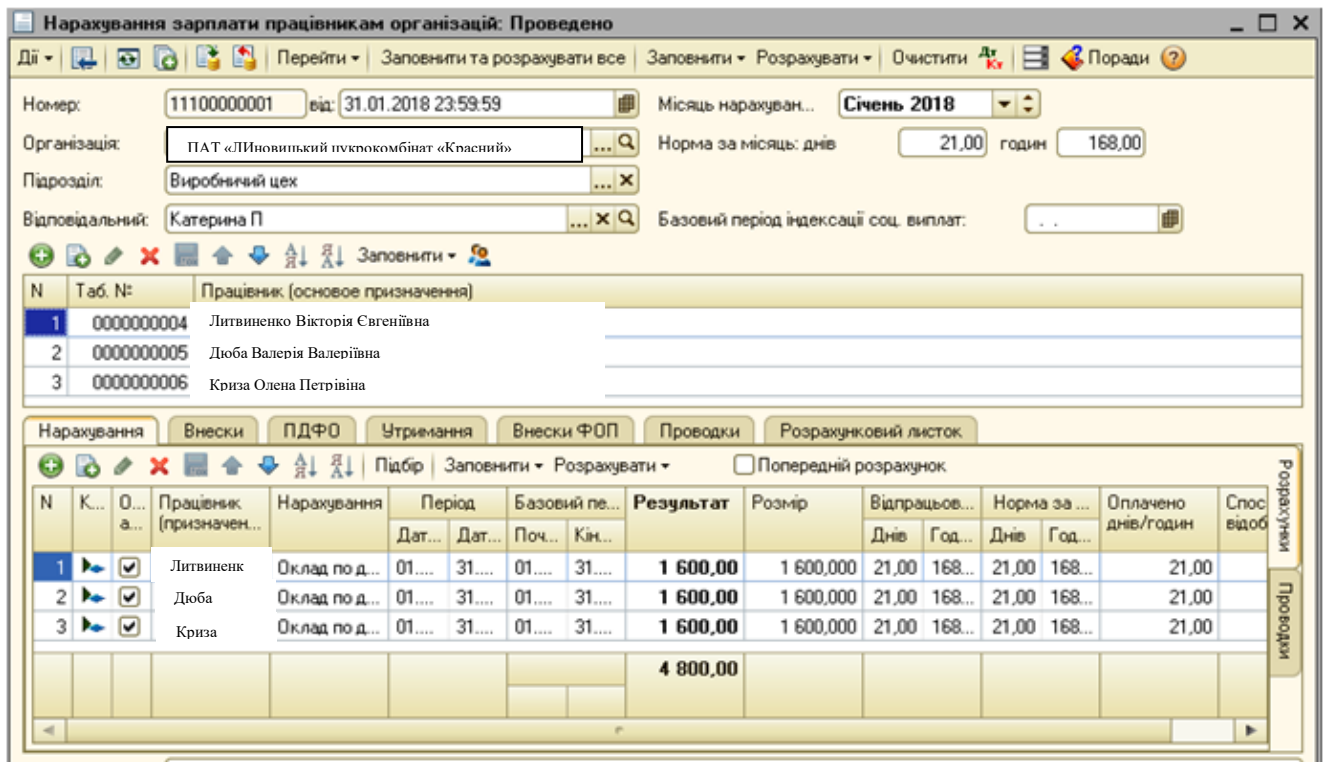 Нарахування зарплати працівникам організацій: Проведено
Дії Перейти Заповнити та розрахувати все Заповнити Розрахувати Очистити Дт Кт Поради
Номер: 11100000001 від: 31.01.2018 23:59:59 Місяць нарахуван... Січень 2018
Організація: ПАТ «ЛИновицький цукрокомбінат «Красний» ... Норма за місяць: днів 21,00 годин 168,00
Підрозділ: Виробничий цех ...
Відповідальний: Катерина П ... Базовий період індексації соц. виплат: . .
Заповнити
N Таб. № Працівник (основое призначення)
1 0000000004 Литвиненко Вікторія Євгеніївна
2 0000000005 Дюба Валерія Валеріївна
3 0000000006 Криза Олена Петрівіна
Нарахування Внески ПДФО Утримання Внески ФОП Проводки Розрахунковий листок
Підбір Заповнити Розрахувати Попередній розрахунок
N К... О... а... Працівник (призначен... Нарахування Період Базовий пе... Результат Розмір Відпрацьов... Норма за ... Оплачено днів/годин Спос відоб
Дат... Дат... Поч... Кін... Днів Год... Днів Год...
1 Литвиненк Оклад по д... 01.... 31.... 01.... 31.... 1 600,00 1 600,000 21,00 168... 21,00 168... 21,00
2 Дюба Оклад по д... 01.... 31.... 01.... 31.... 1 600,00 1 600,000 21,00 168... 21,00 168... 21,00
3 Криза Оклад по д... 01.... 31.... 01.... 31.... 1 600,00 1 600,000 21,00 168... 21,00 168... 21,00
4 800,00
Розрахунки
Проводки